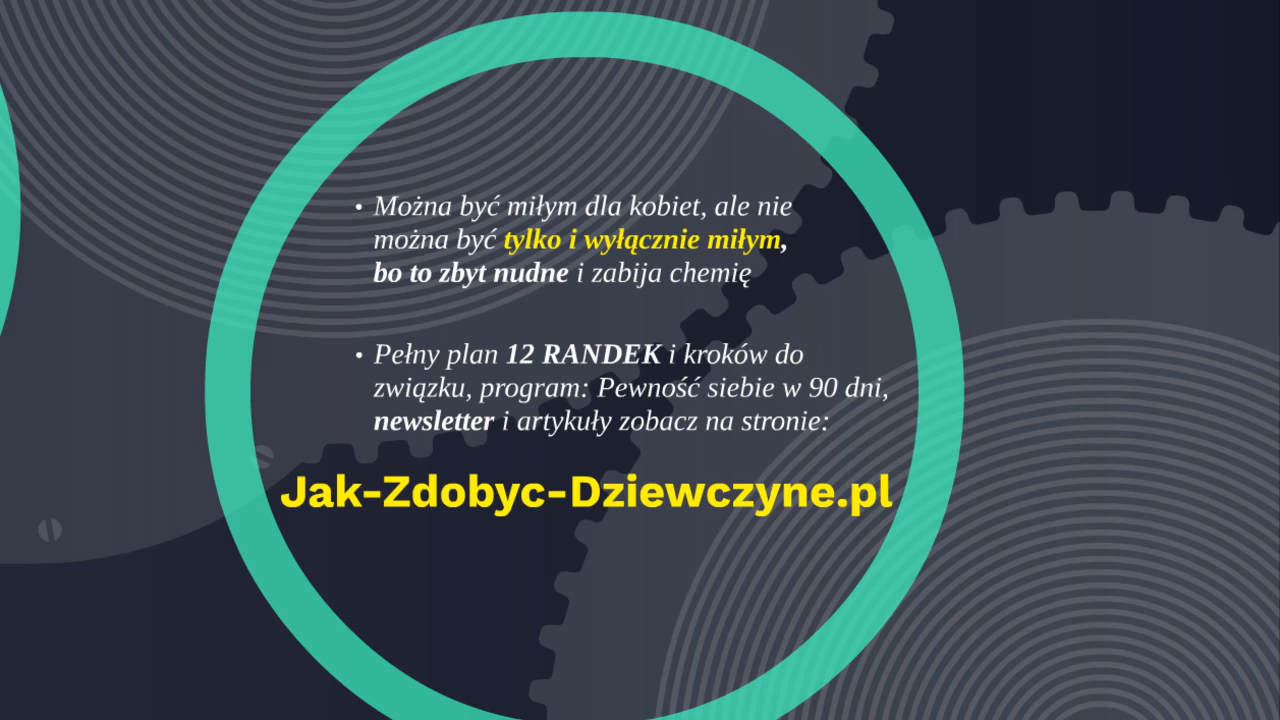 • Można być miłym dla kobiet, ale nie
można być tylko i wyłącznie miłym,
bo to zbyt nudne i zabija chemię
• Pełny plan 12 RANDEK i kroków do
związku, program: Pewność siebie w 90 dni,
newsletter i artykuły zobacz na stronie:
Jak-Zdobyc-Dziewczyne.pl